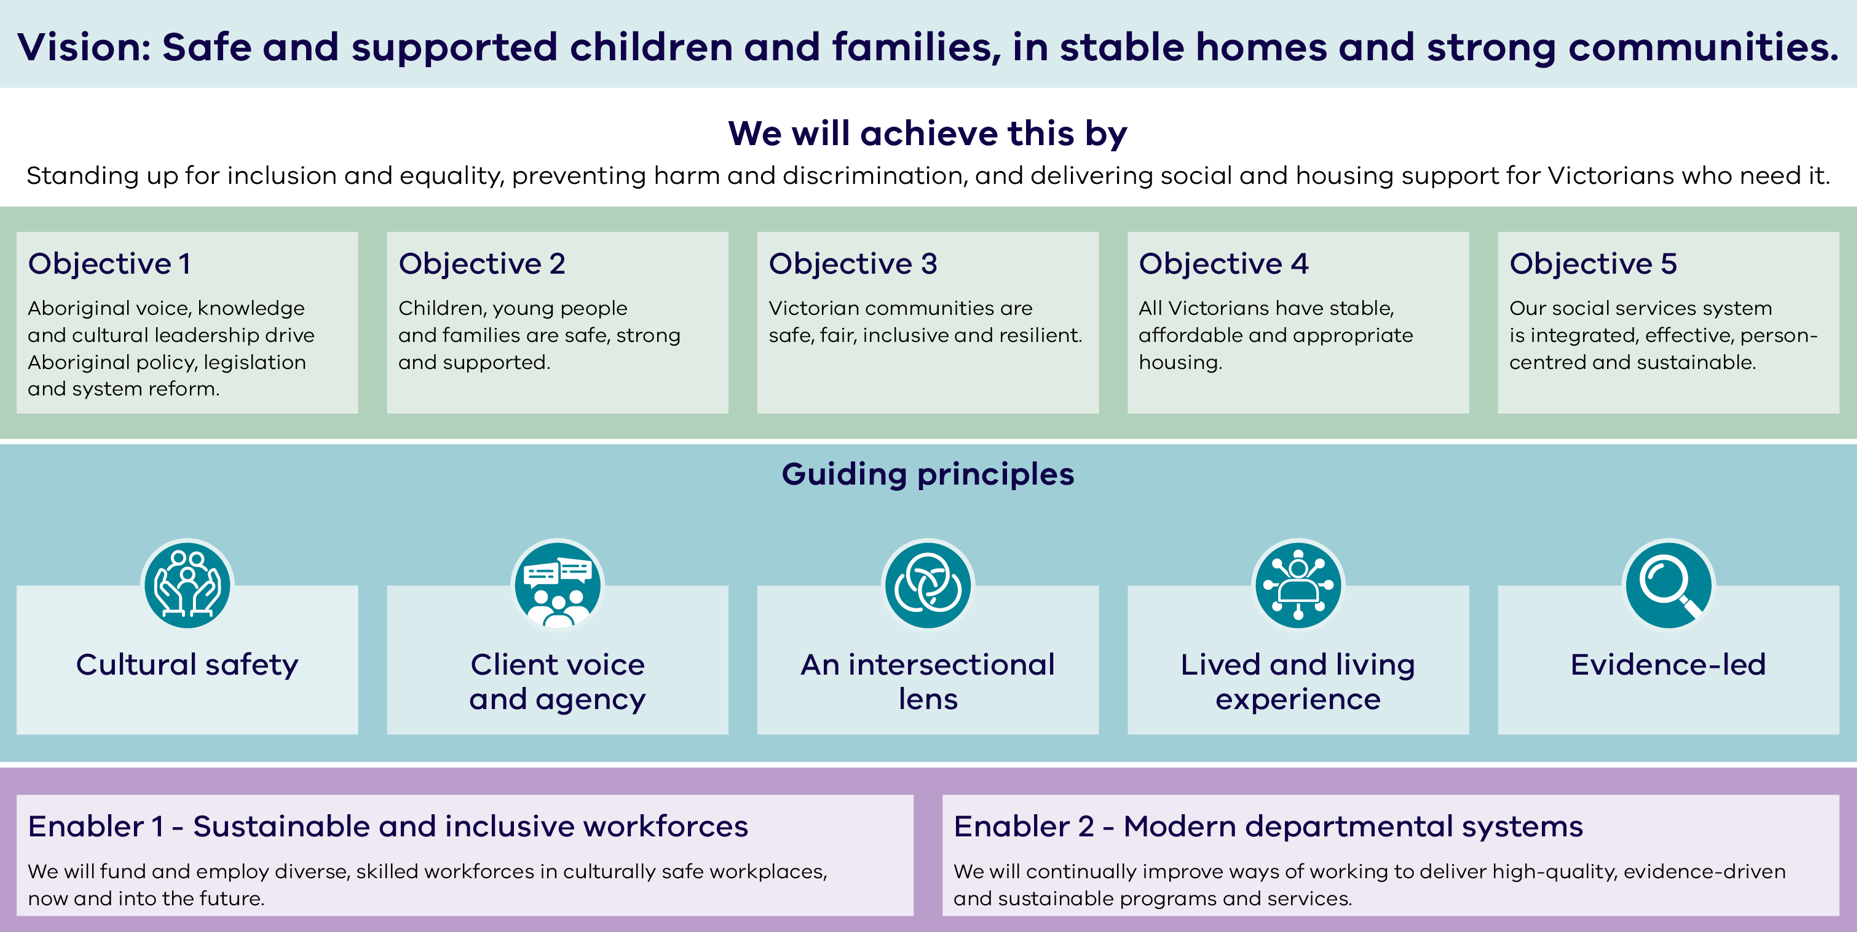 Vision: Safe and supported children and families, in stable homes and strong communities.
We will achieve this by
Standing up for inclusion and equality, preventing harm and discrimination, and delivering social and housing support for Victorians who need it.
Objective 1
Aboriginal voice, knowledge
and cultural leadership drive
Aboriginal policy, legislation
and system reform.
Objective 2
Children, young people
and families are safe, strong
and supported.
Objective 3
Victorian communities are
safe, fair, inclusive and resilient.
Objective 4
All Victorians have stable,
affordable and appropriate
housing.
Objective 5
Our social services system
is integrated, effective, person-
centred and sustainable.
Guiding principles
Cultural safety
Client voice
and agency
An intersectional
lens
Lived and living
experience
Evidence-led
Enabler 1 - Sustainable and inclusive workforces
We will fund and employ diverse, skilled workforces in culturally safe workplaces,
now and into the future.
Enabler 2 - Modern departmental systems
We will continually improve ways of working to deliver high-quality, evidence-driven
and sustainable programs and services.